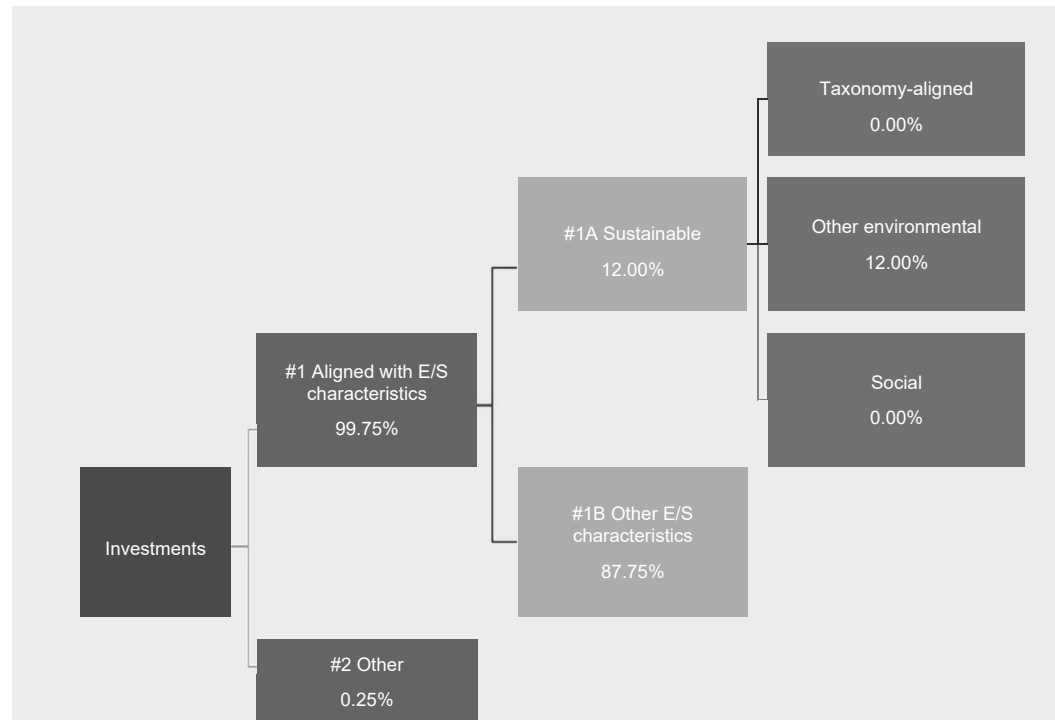 Taxonomy-aligned
0.00%
#1A Sustainable
12.00%
Other environmental
12.00%
#1 Aligned with E/S
characteristics
99.75%
Social
0.00%
Investments
#1B Other E/S
characteristics
87.75%
#2 Other
0.25%